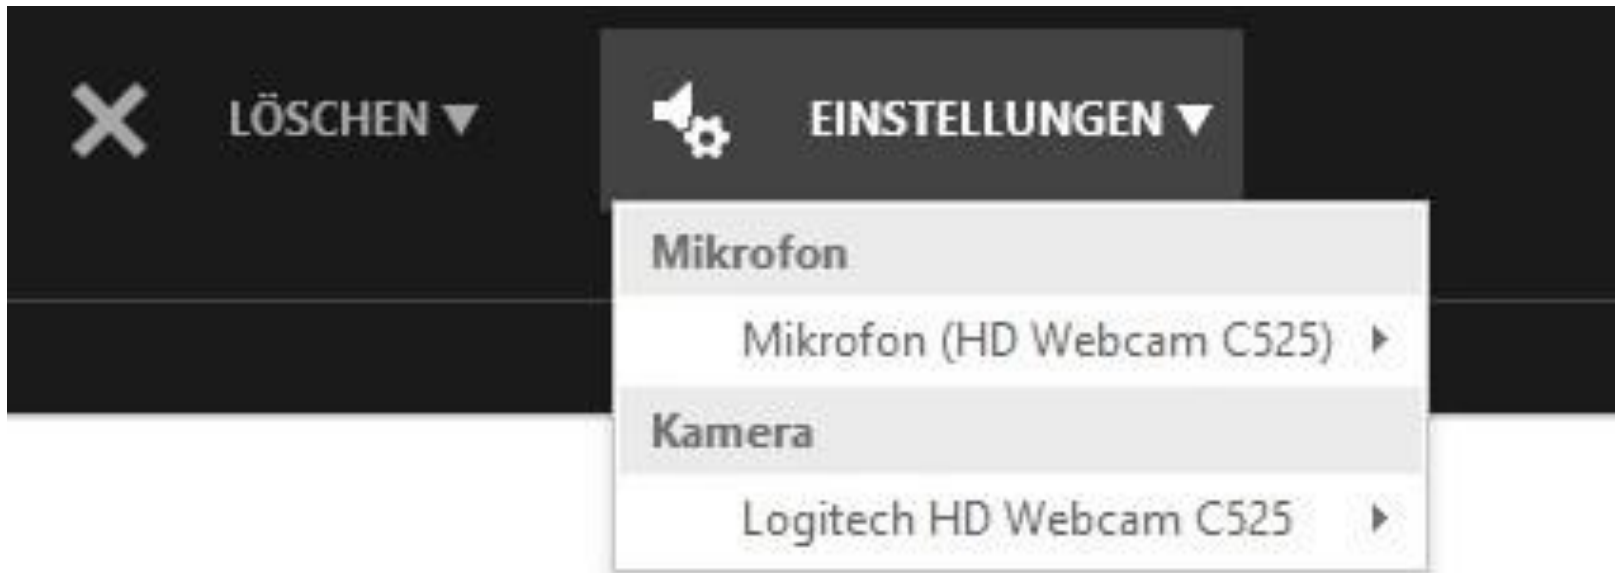 LÖSCHEN
EINSTELLUNGEN
Mikrofon
Mikrofon (HD Webcam C525)
Kamera
Logitech HD Webcam C525